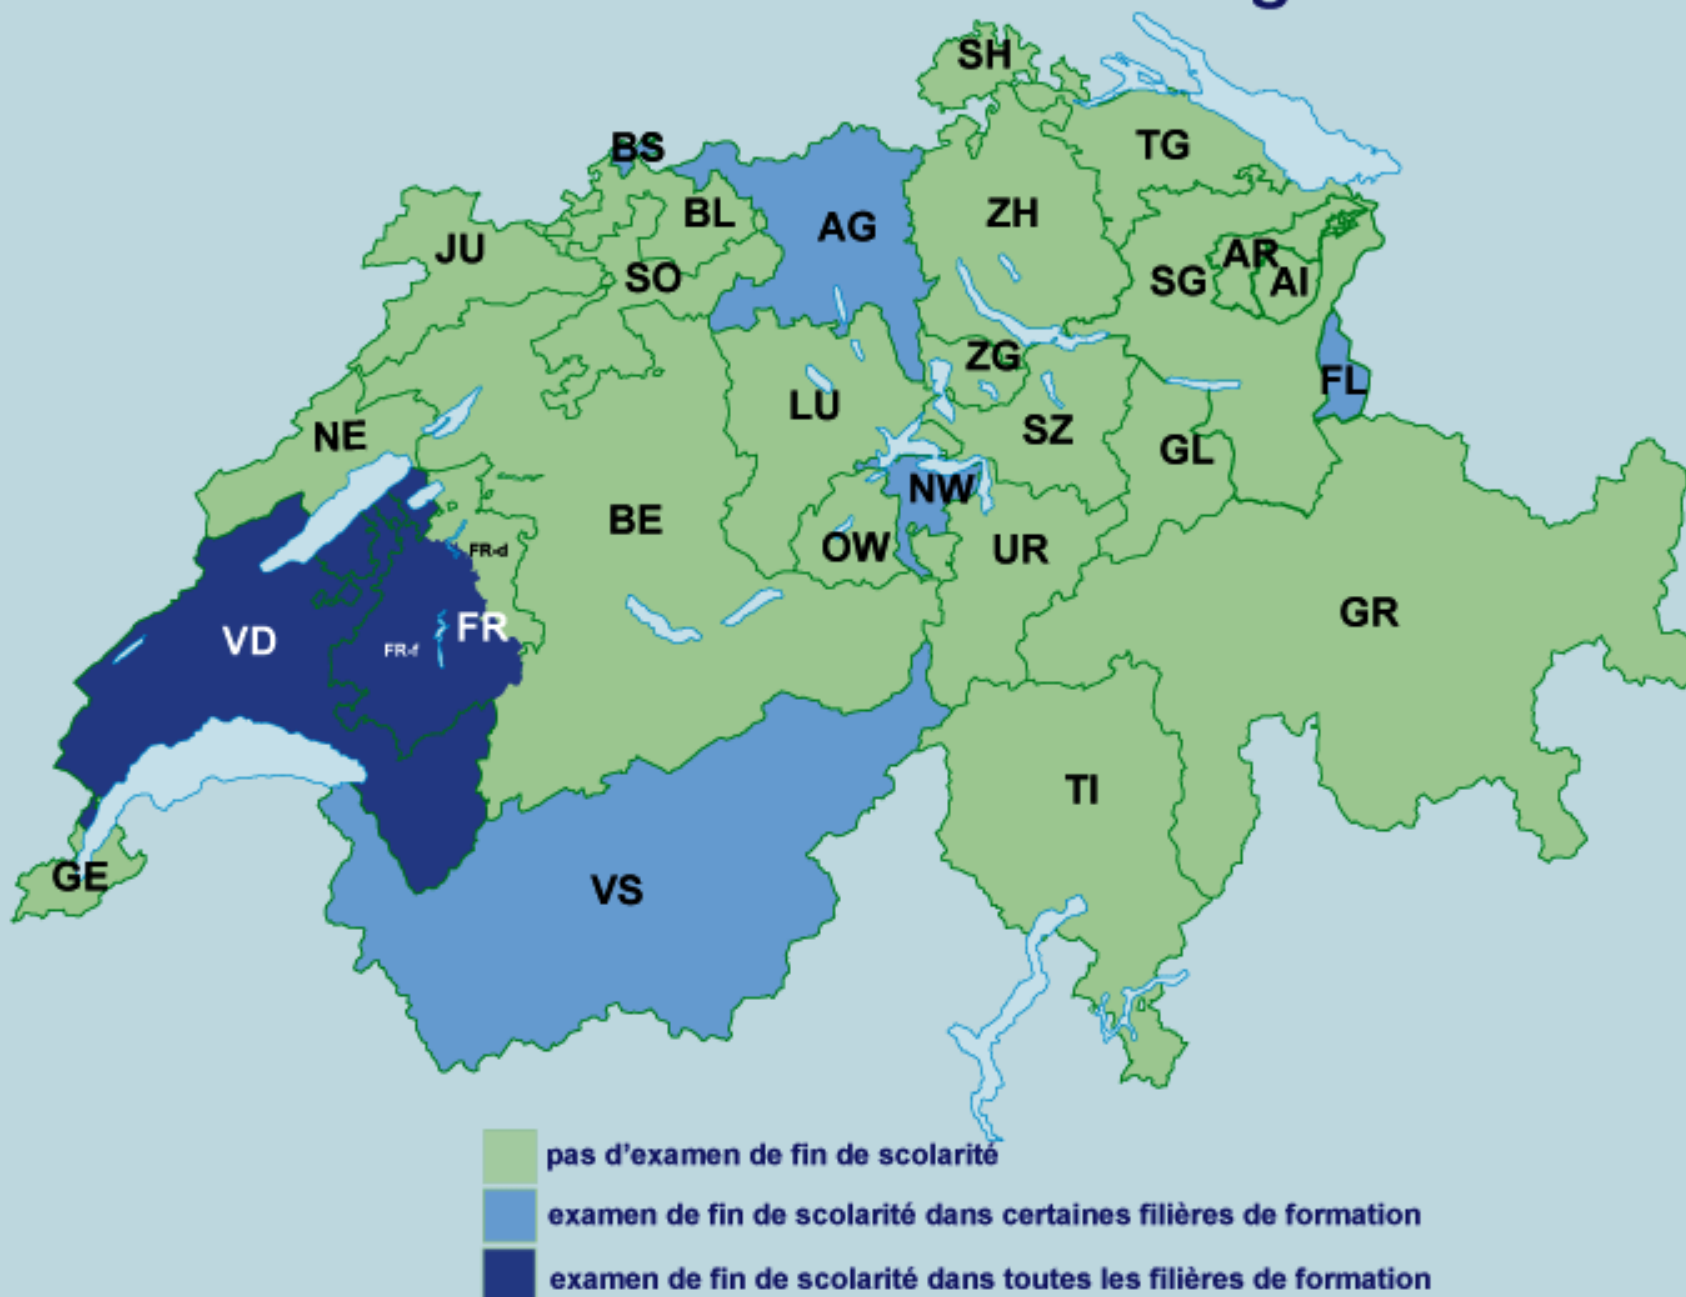 SH
BS
TG
BL
ZH
AG
JU
AR
SO
SG
AI
ZG
FL
LU
NE
SZ
GL
NW
BE
OW
FR-d
UR
GR
FR
VD
FR-f
TI
GE
VS
pas d'examen de fin de scolarité
examen de fin de scolarité dans certaines filières de formation
examen de fin de scolarité dans toutes les filières de formation